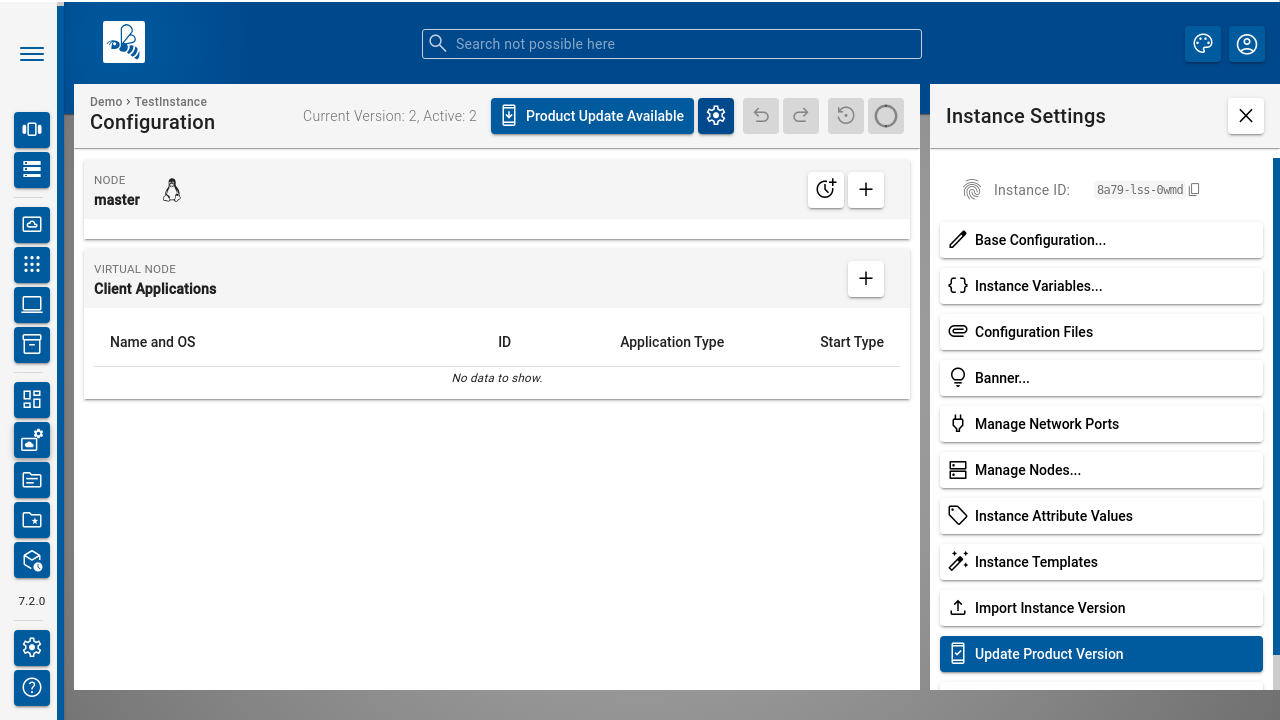 Search not possible here
Demo › TestInstance
Configuration
Current Version: 2, Active: 2
Product Update Available
NODE
master
VIRTUAL NODE
Client Applications
Name and OS ID Application Type Start Type
No data to show.
7.2.0
Instance Settings
Instance ID: 8a79-lss-0wmd
Base Configuration...
Instance Variables...
Configuration Files
Banner...
Manage Network Ports
Manage Nodes...
Instance Attribute Values
Instance Templates
Import Instance Version
Update Product Version